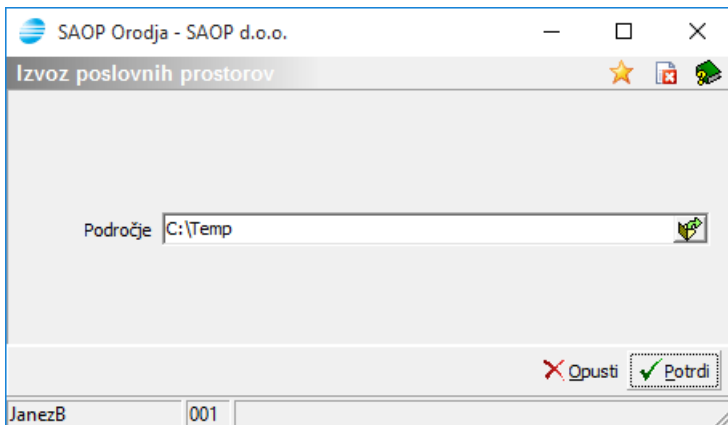 SAOP Orodja - SAOP d.o.o.
Izvoz poslovnih prostorov
Področje C:\Temp
Opusti Potrdi
JanezB 001